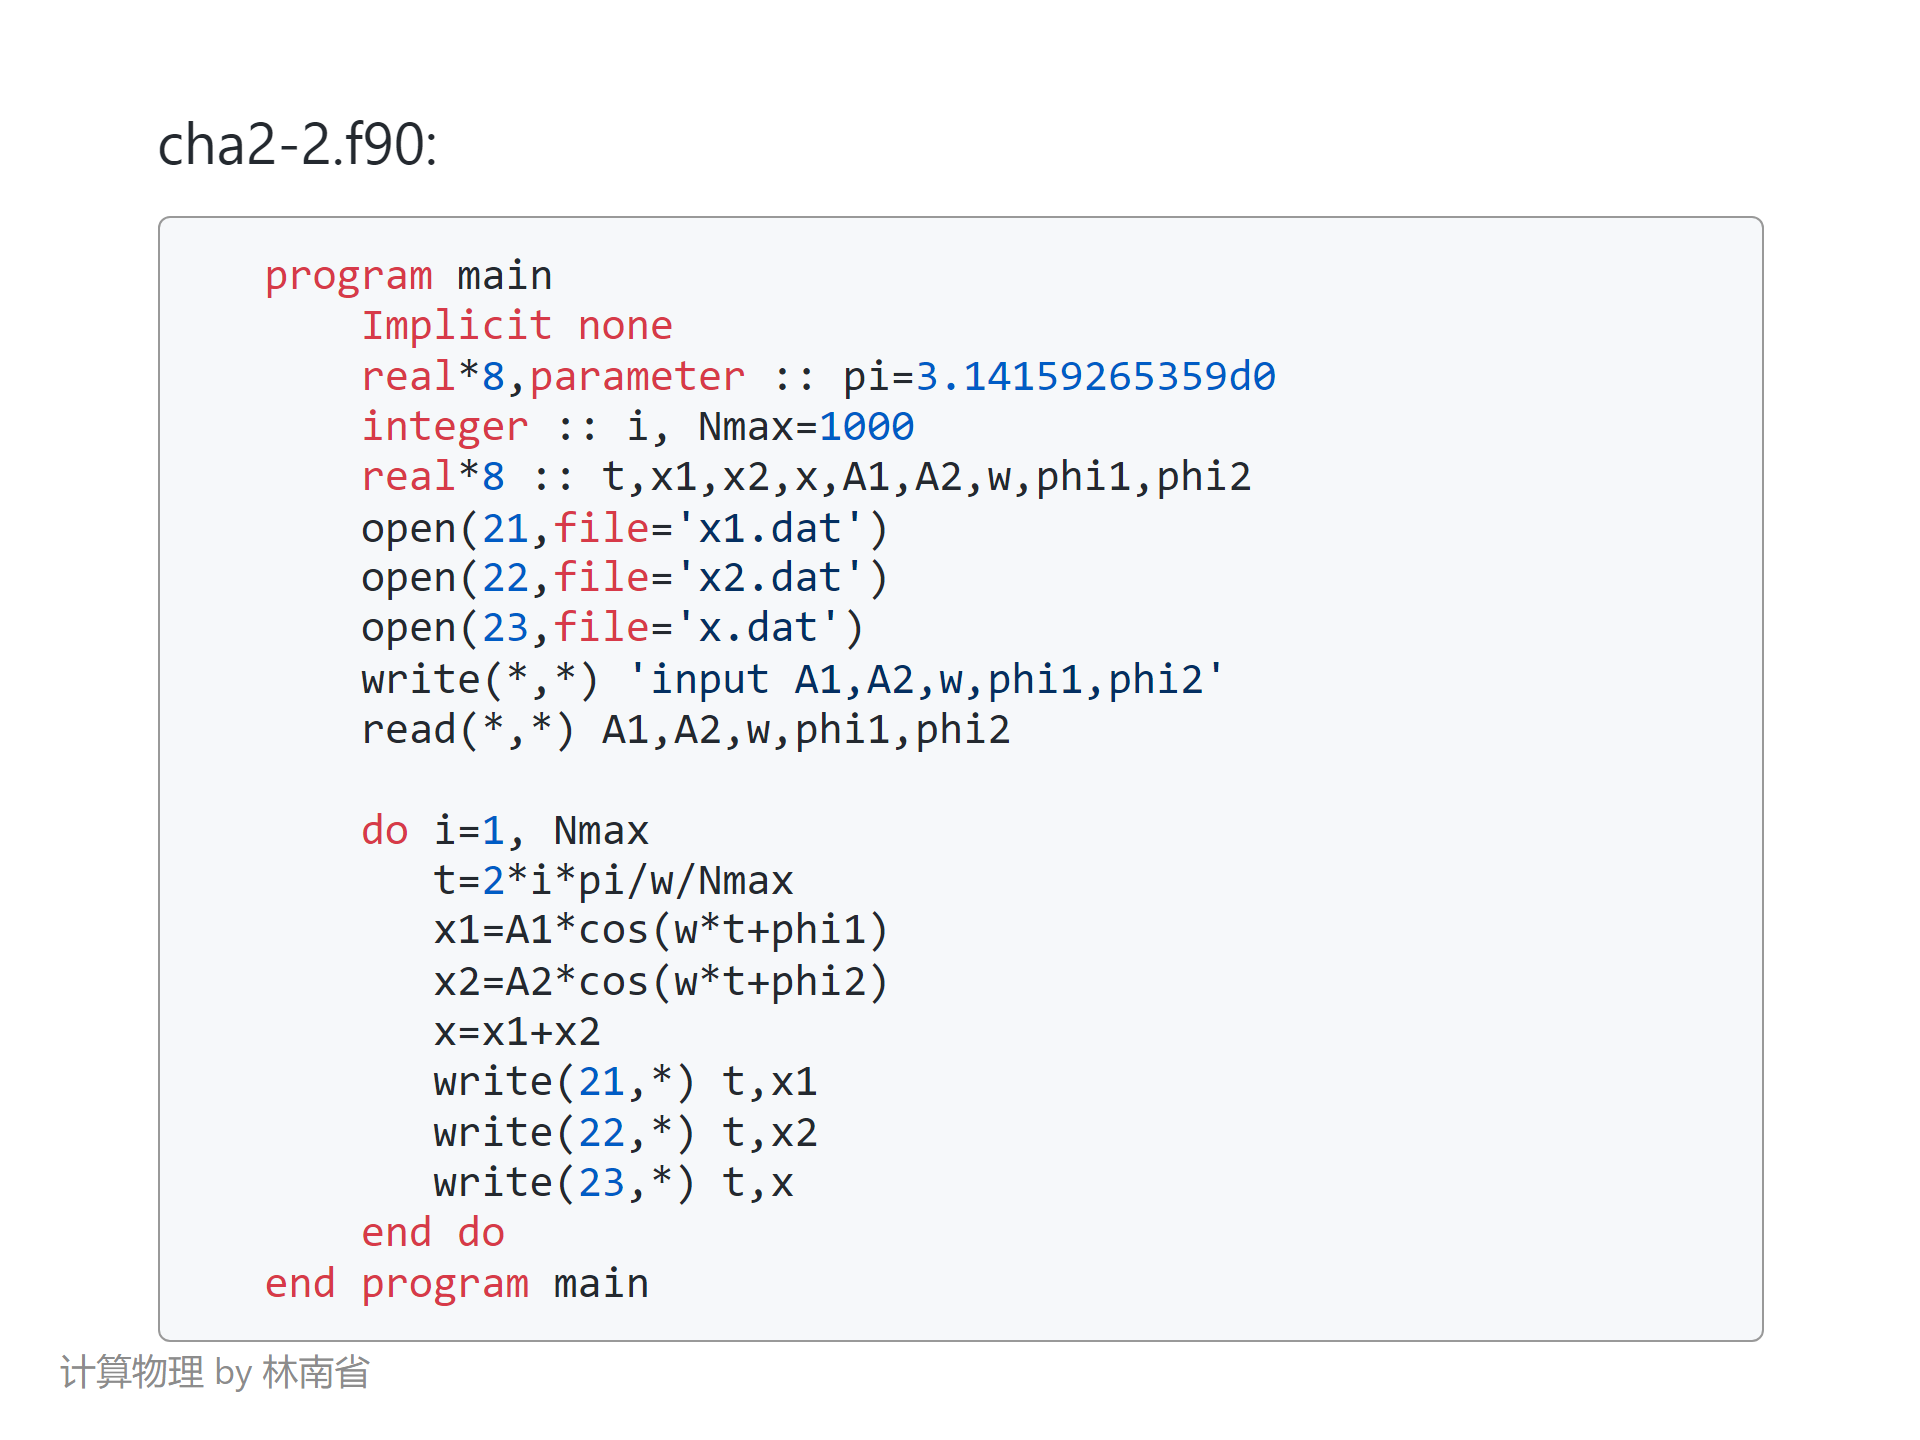 cha2-2.f90:
program main
Implicit none
real*8,parameter :: pi=3.14159265359d0
integer :: i, Nmax=1000
real*8 :: t,x1,x2,x,A1,A2,w,phi1,phi2
open(21,file='x1.dat')
open(22,file='x2.dat')
open(23,file='x.dat')
write(*,*) 'input A1,A2,w,phi1,phi2'
read(*,*) A1,A2,w,phi1,phi2
do i=1, Nmax
t=2*i*pi/w/Nmax
x1=A1*cos(w*t+phi1)
x2=A2*cos(w*t+phi2)
x=x1+x2
write(21,*) t,x1
write(22,*) t,x2
write(23,*) t,x
end do
end program main
计算物理 by 林南省